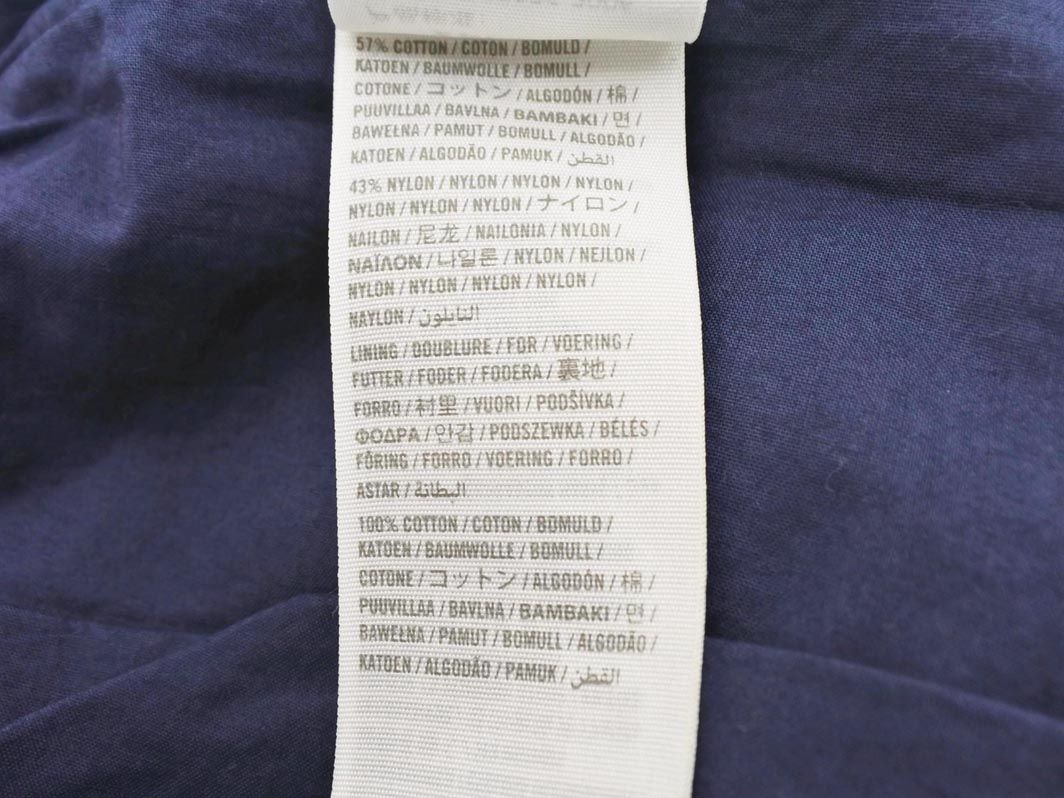 57% COTTON / COTON / BOMULD /
KATOEN / BAUMWOLLE / BOMULL /
COTONE / コットン / ALGODÓN / 棉 /
PUUVILLAA / BAVLNA / BAMBAKI / 면 /
BAWEŁNA / PAMUT / BOMULL / ALGODÃO /
KATOEN / ALGODÃO / PAMUK / القطن
43% NYLON / NYLON / NYLON / NYLON /
NYLON / NYLON / NYLON / ナイロン /
NAILON / 尼龙 / NAILONIA / NYLON /
ΝΑΪΛΟΝ / 나일론 / NYLON / NEJLON /
NYLON / NYLON / NYLON / NYLON /
NAYLON / النايلون
LINING / DOUBLURE / FOR / VOERING /
FUTTER / FODER / FODERA / 裏地 /
FORRO / 村里 / VUORI / PODŠÍVKA /
ΦΟΔΡΑ / 안감 / PODSZEWKA / BÉLÉS /
FÔRING / FORRO / VOERING / FORRO /
ASTAR / البطانة
100% COTTON / COTON / BOMULD /
KATOEN / BAUMWOLLE / BOMULL /
COTONE / コットン / ALGODÓN / 棉 /
PUUVILLAA / BAVLNA / BAMBAKI / 면 /
BAWEŁNA / PAMUT / BOMULL / ALGODÃO /
KATOEN / ALGODÃO / PAMUK / القطن